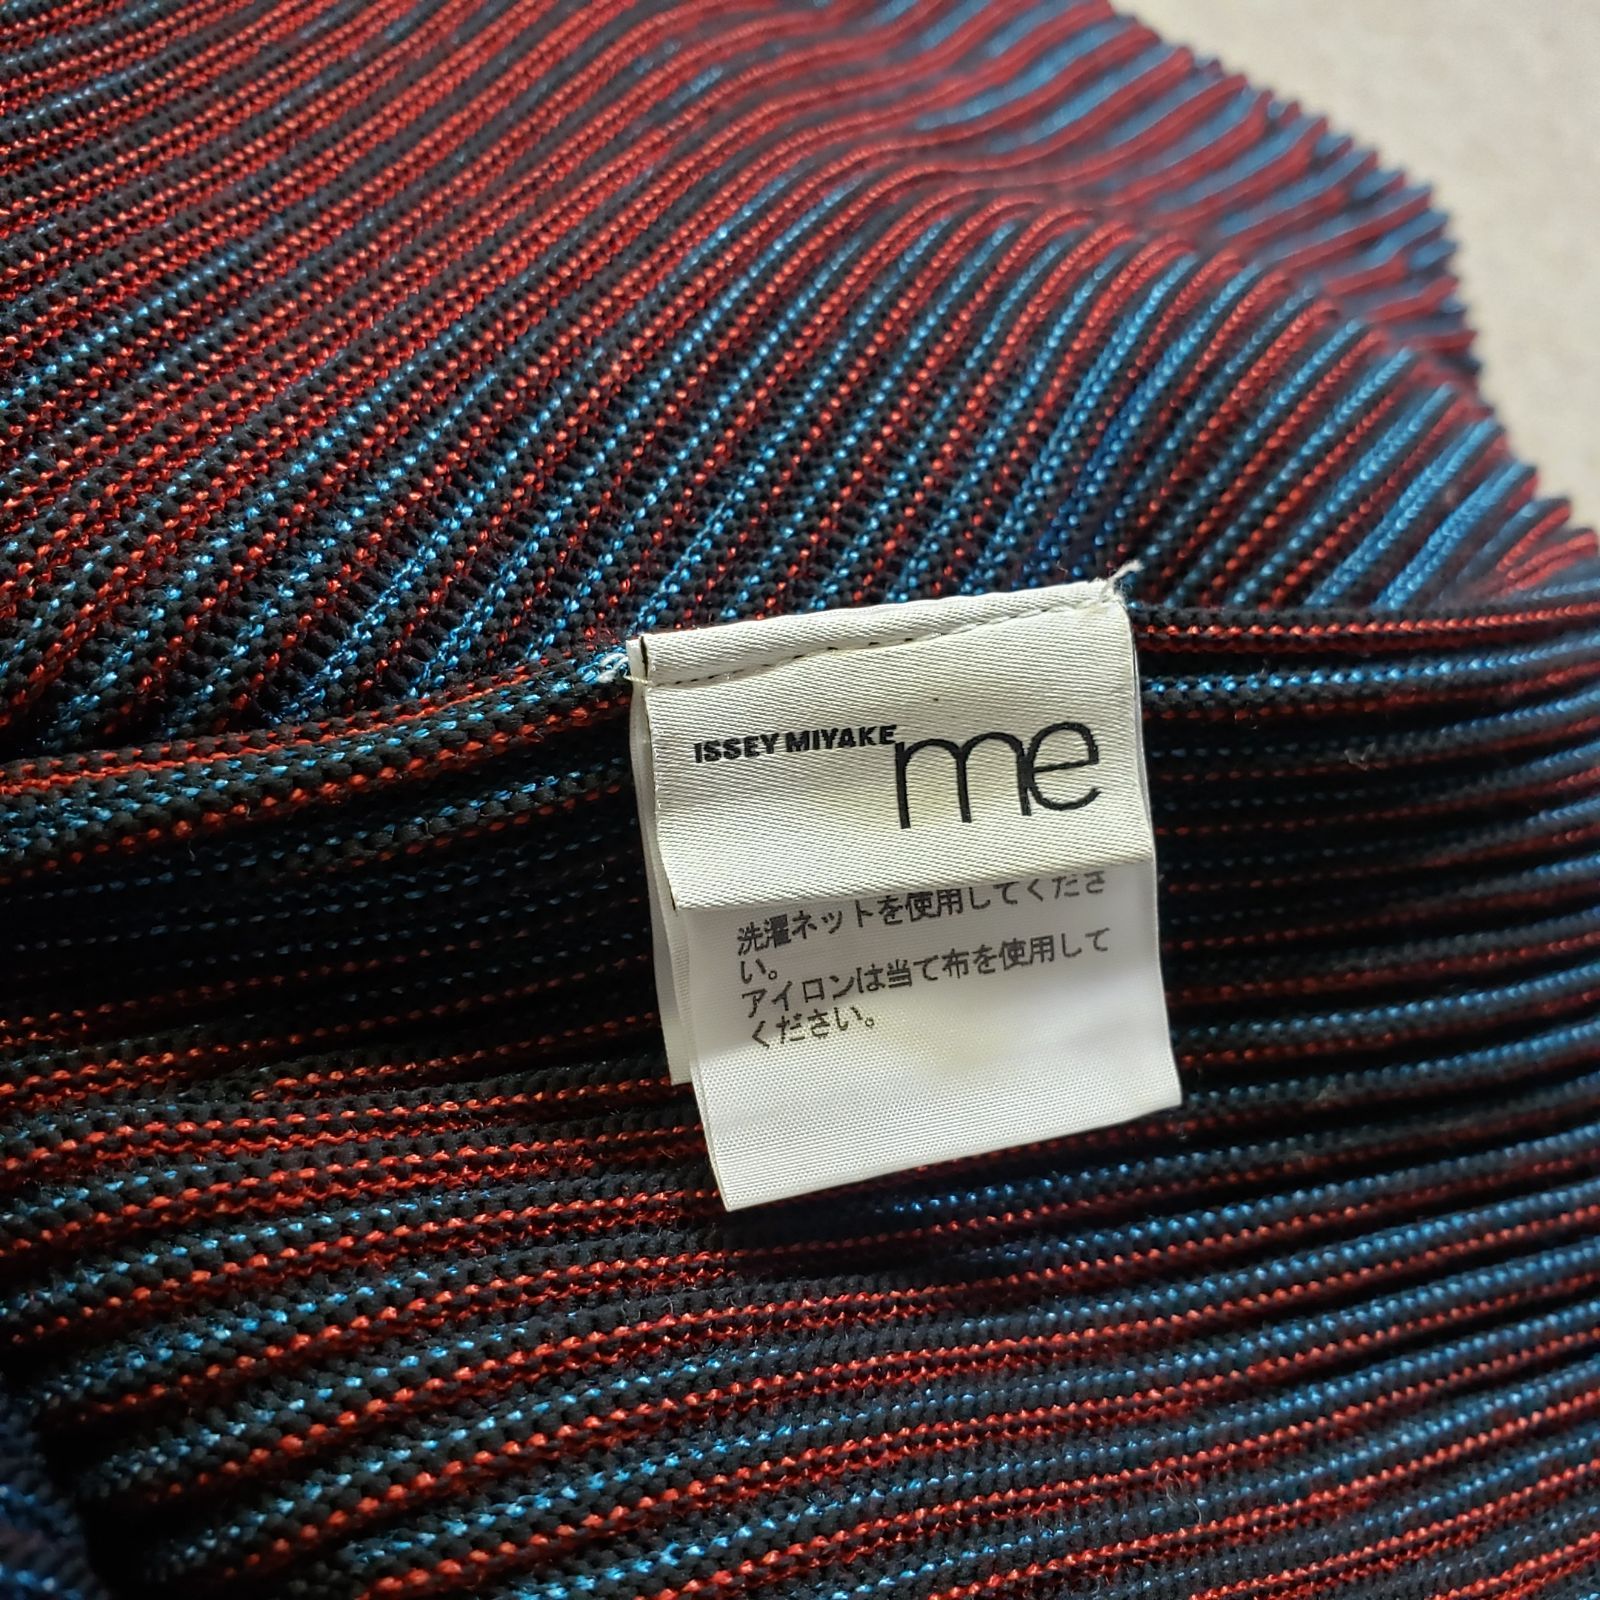 ISSEY MIYAKE me
洗濯ネットを使用してくださ
い。
アイロンは当て布を使用して
ください。